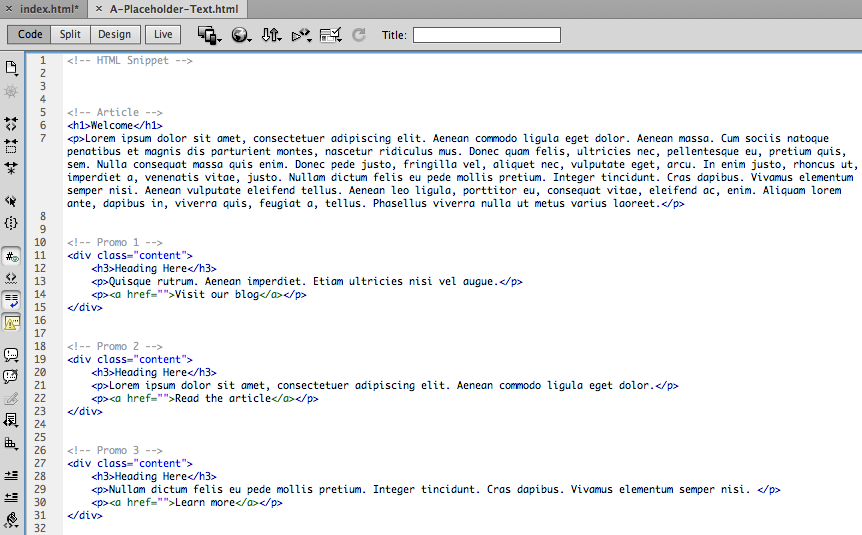 index.html*
A-Placeholder-Text.html
Code Split Design Live Title:
1 <!-- HTML Snippet -->
2
3
4
5 <!-- Article -->
6 <h1>Welcome</h1>
7 <p>Lorem ipsum dolor sit amet, consectetuer adipiscing elit. Aenean commodo ligula eget dolor. Aenean massa. Cum sociis natoque
penatibus et magnis dis parturient montes, nascetur ridiculus mus. Donec quam felis, ultricies nec, pellentesque eu, pretium quis,
sem. Nulla consequat massa quis enim. Donec pede justo, fringilla vel, aliquet nec, vulputate eget, arcu. In enim justo, rhoncus ut,
imperdiet a, venenatis vitae, justo. Nullam dictum felis eu pede mollis pretium. Integer tincidunt. Cras dapibus. Vivamus elementum
semper nisi. Aenean vulputate eleifend tellus. Aenean leo ligula, porttitor eu, consequat vitae, eleifend ac, enim. Aliquam lorem
ante, dapibus in, viverra quis, feugiat a, tellus. Phasellus viverra nulla ut metus varius laoreet.</p>
8
9
10 <!-- Promo 1 -->
11 <div class="content">
12 <h3>Heading Here</h3>
13 <p>Quisque rutrum. Aenean imperdiet. Etiam ultricies nisi vel augue.</p>
14 <p><a href="">Visit our blog</a></p>
15 </div>
16
17
18 <!-- Promo 2 -->
19 <div class="content">
20 <h3>Heading Here</h3>
21 <p>Lorem ipsum dolor sit amet, consectetuer adipiscing elit. Aenean commodo ligula eget dolor.</p>
22 <p><a href="">Read the article</a></p>
23 </div>
24
25
26 <!-- Promo 3 -->
27 <div class="content">
28 <h3>Heading Here</h3>
29 <p>Nullam dictum felis eu pede mollis pretium. Integer tincidunt. Cras dapibus. Vivamus elementum semper nisi. </p>
30 <p><a href="">Learn more</a></p>
31 </div>
32